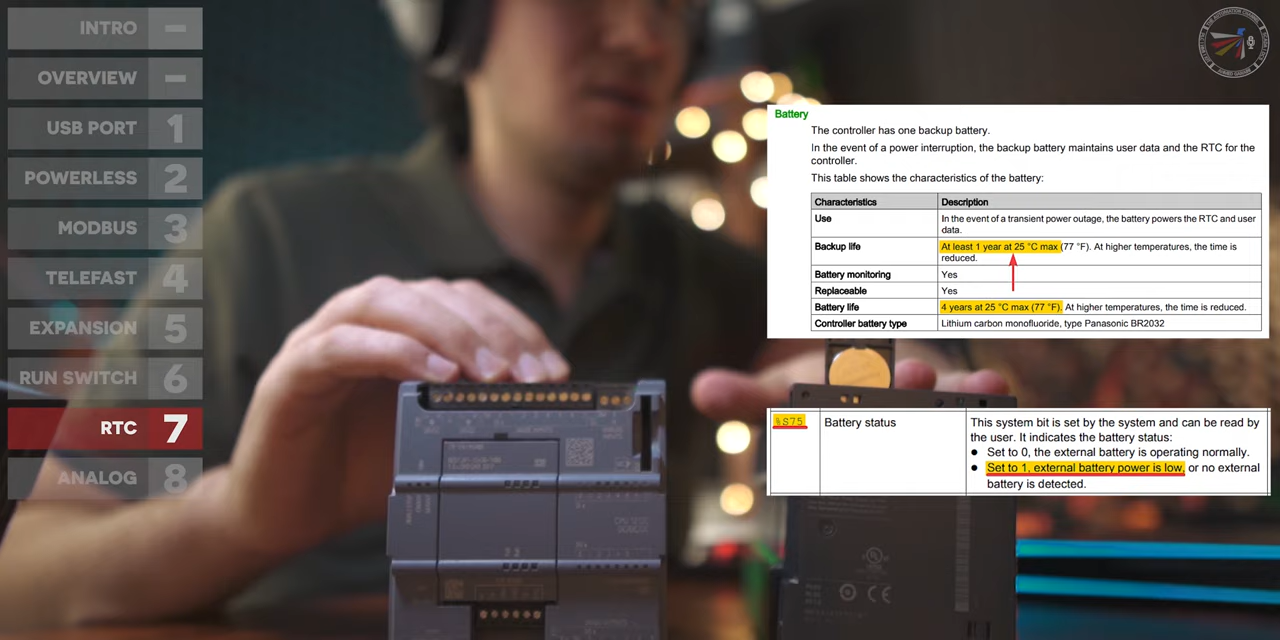 INTRO
OVERVIEW
USB PORT 1
POWERLESS 2
MODBUS 3
TELEFAST 4
EXPANSION 5
RUN SWITCH 6
RTC 7
ANALOG 8
Battery
The controller has one backup battery.
In the event of a power interruption, the backup battery maintains user data and the RTC for the
controller.
This table shows the characteristics of the battery:
Characteristics Description
Use In the event of a transient power outage, the battery powers the RTC and user
data.
Backup life At least 1 year at 25 °C max (77 °F). At higher temperatures, the time is
reduced.
Battery monitoring Yes
Replaceable Yes
Battery life 4 years at 25 °C max (77 °F). At higher temperatures, the time is reduced.
Controller battery type Lithium carbon monofluoride, type Panasonic BR2032
%S75 Battery status This system bit is set by the system and can be read by
the user. It indicates the battery status:
● Set to 0, the external battery is operating normally.
● Set to 1, external battery power is low, or no external
battery is detected.
CPU 1212C